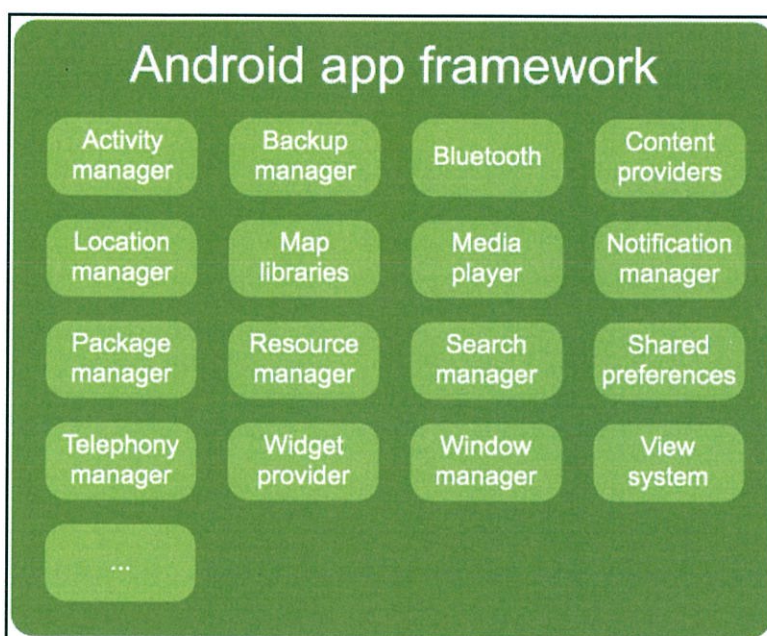 Android app framework
Activity
manager
Backup
manager
Bluetooth
Content
providers
Location
manager
Map
libraries
Media
player
Notification
manager
Package
manager
Resource
manager
Search
manager
Shared
preferences
Telephony
manager
Widget
provider
Window
manager
View
system
...